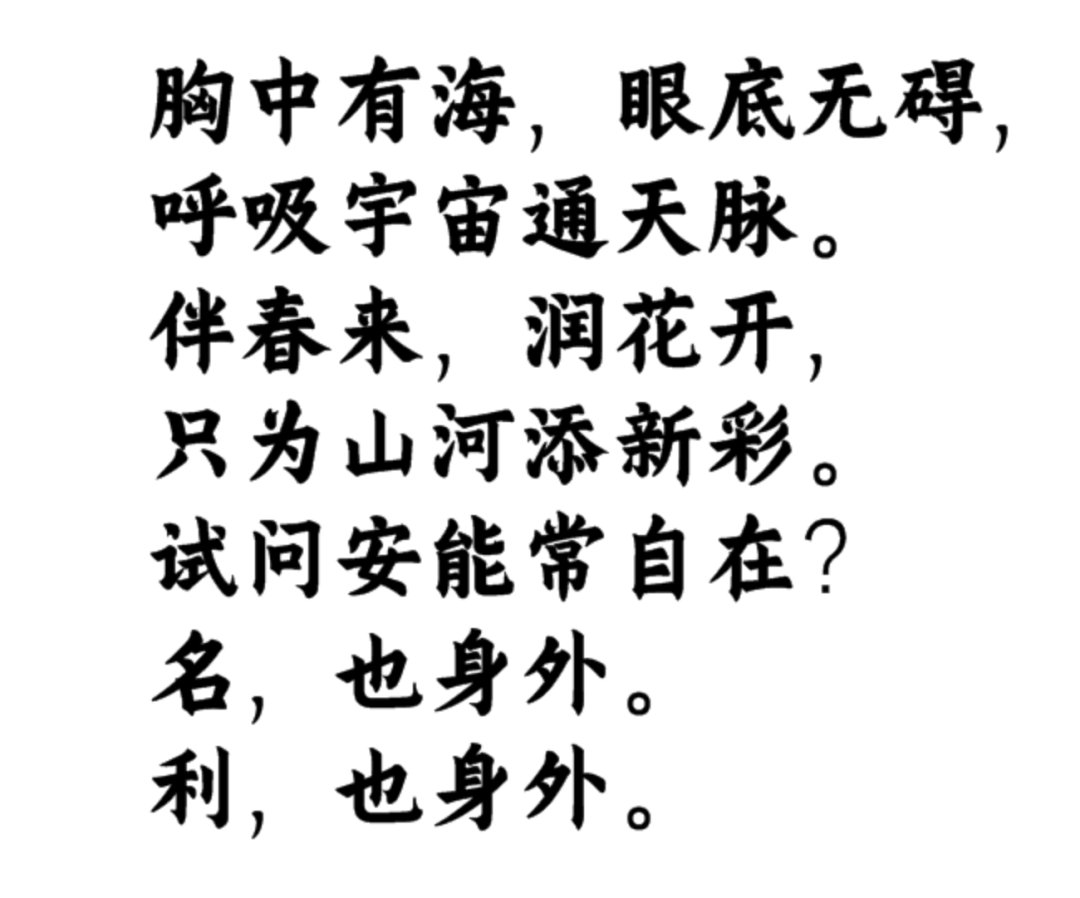 胸中有海，眼底无碍，
呼吸宇宙通天脉。
伴春来，润花开，
只为山河添新彩。
试问安能常自在？
名，也身外。
利，也身外。